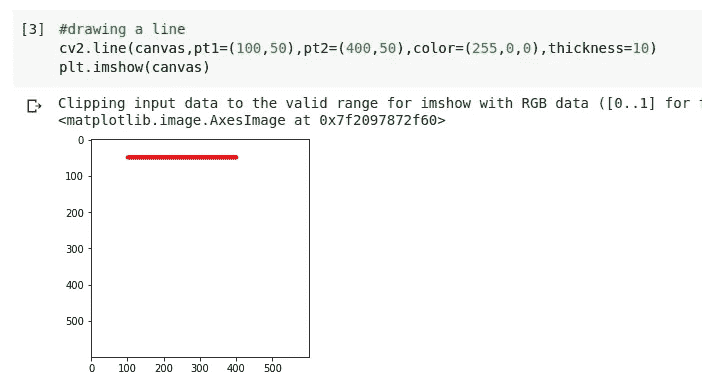 [3] #drawing a line
cv2.line(canvas,pt1=(100,50),pt2=(400,50),color=(255,0,0),thickness=10)
plt.imshow(canvas)
Clipping input data to the valid range for imshow with RGB data ([0..1] for
<matplotlib.image.AxesImage at 0x7f2097872f60>
0
100
200
300
400
500
0 100 200 300 400 500